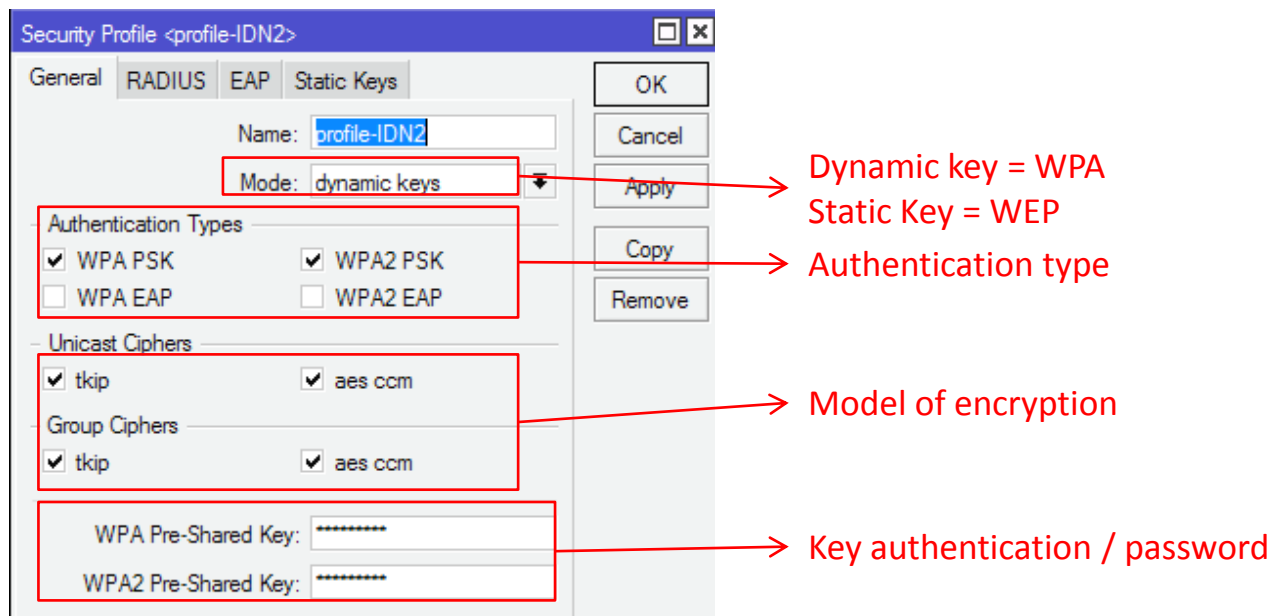 Security Profile <profile-IDN2>
General RADIUS EAP Static Keys
OK
Name: profile-IDN2
Cancel
Mode: dynamic keys
Apply
Dynamic key = WPA
Static Key = WEP
Authentication Types
WPA PSK WPA2 PSK
Copy
Authentication type
WPA EAP WPA2 EAP
Remove
Unicast Ciphers
tkip aes ccm
Model of encryption
Group Ciphers
tkip aes ccm
WPA Pre-Shared Key: *********
Key authentication / password
WPA2 Pre-Shared Key: *********